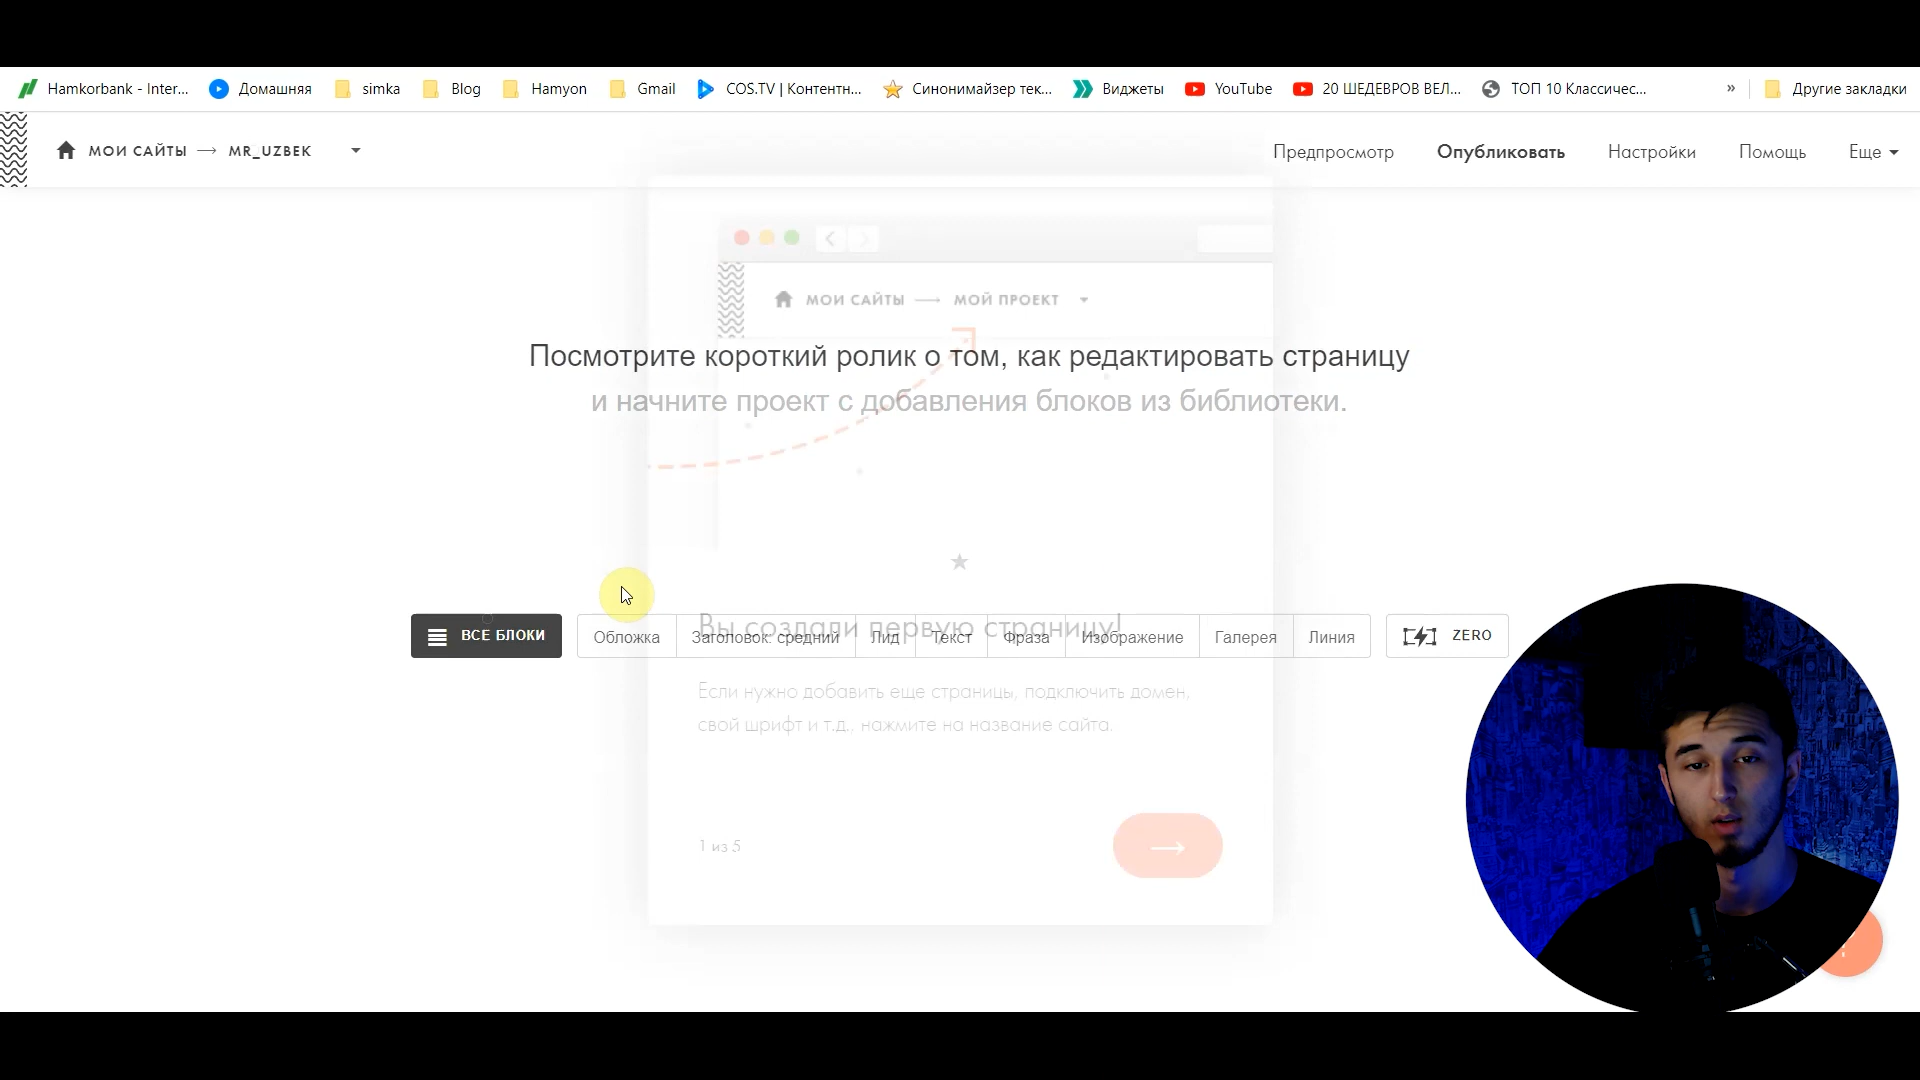 Hamkorbank - Inter... Домашняя simka Blog Hamyon Gmail COS.TV | Контентн... Синонимайзер тек... Виджеты YouTube 20 ШЕДЕВРОВ ВЕЛ... ТОП 10 Классичес... » Другие закладки
МОИ САЙТЫ → MR_UZBEK Предпросмотр Опубликовать Настройки Помощь Еще
МОИ САЙТЫ → МОЙ ПРОЕКТ
Посмотрите короткий ролик о том, как редактировать страницу
и начните проект с добавления блоков из библиотеки.
ВСЕ БЛОКИ Обложка Заголовок: средний Лид Текст Фраза Изображение Галерея Линия ZERO
Вы создали первую страницу!
Если нужно добавить еще страницы, подключить домен,
свой шрифт и т.д., нажмите на название сайта.
1 из 5 →